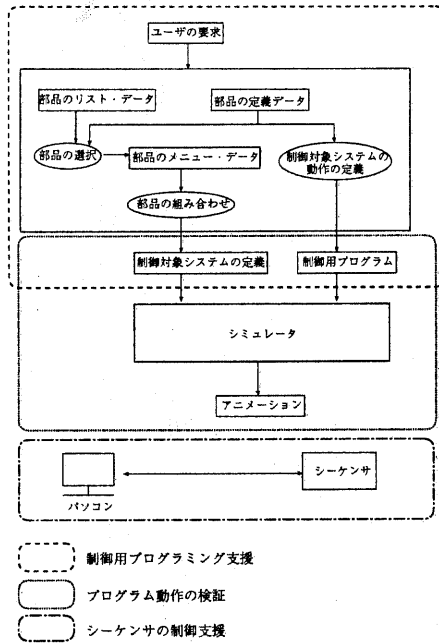 ユーザの要求
部品のリスト・データ
部品の定義データ
部品の選択
部品のメニュー・データ
制御対象システムの
動作の定義
部品の組み合わせ
制御対象システムの定義
制御用プログラム
シミュレータ
アニメーション
シーケンサ
パソコン
制御用プログラミング支援
プログラム動作の検証
シーケンサの制御支援